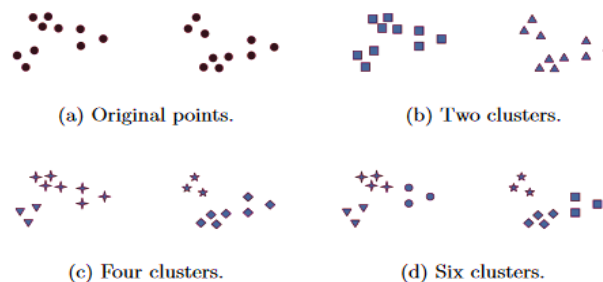 (a) Original points.
(b) Two clusters.
(c) Four clusters.
(d) Six clusters.